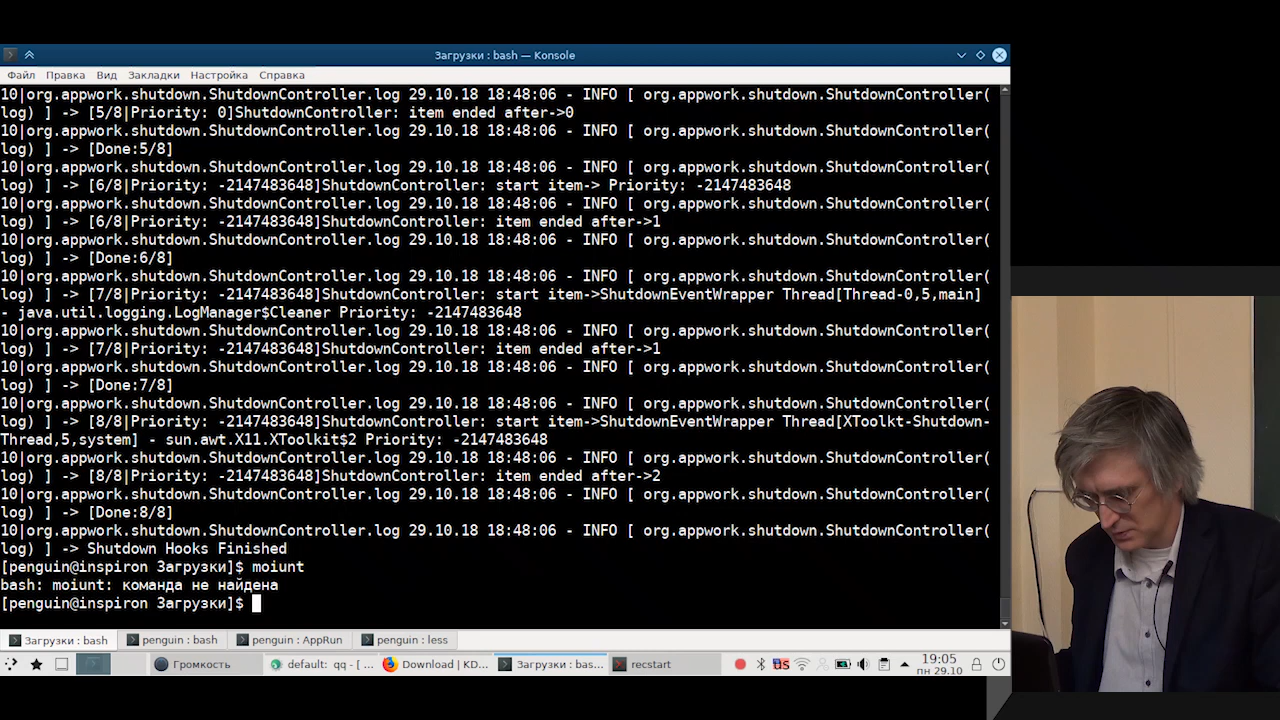 Загрузки : bash — Konsole
Файл Правка Вид Закладки Настройка Справка
10|org.appwork.shutdown.ShutdownController.log 29.10.18 18:48:06 - INFO [ org.appwork.shutdown.ShutdownController(
log) ] -> [5/8|Priority: 0]ShutdownController: item ended after->0
10|org.appwork.shutdown.ShutdownController.log 29.10.18 18:48:06 - INFO [ org.appwork.shutdown.ShutdownController(
log) ] -> [Done:5/8]
10|org.appwork.shutdown.ShutdownController.log 29.10.18 18:48:06 - INFO [ org.appwork.shutdown.ShutdownController(
log) ] -> [6/8|Priority: -2147483648]ShutdownController: start item-> Priority: -2147483648
10|org.appwork.shutdown.ShutdownController.log 29.10.18 18:48:06 - INFO [ org.appwork.shutdown.ShutdownController(
log) ] -> [6/8|Priority: -2147483648]ShutdownController: item ended after->1
10|org.appwork.shutdown.ShutdownController.log 29.10.18 18:48:06 - INFO [ org.appwork.shutdown.ShutdownController(
log) ] -> [Done:6/8]
10|org.appwork.shutdown.ShutdownController.log 29.10.18 18:48:06 - INFO [ org.appwork.shutdown.ShutdownController(
log) ] -> [7/8|Priority: -2147483648]ShutdownController: start item->ShutdownEventWrapper Thread[Thread-0,5,main]
- java.util.logging.LogManager$Cleaner Priority: -2147483648
10|org.appwork.shutdown.ShutdownController.log 29.10.18 18:48:06 - INFO [ org.appwork.shutdown.ShutdownController(
log) ] -> [7/8|Priority: -2147483648]ShutdownController: item ended after->1
10|org.appwork.shutdown.ShutdownController.log 29.10.18 18:48:06 - INFO [ org.appwork.shutdown.ShutdownController(
log) ] -> [Done:7/8]
10|org.appwork.shutdown.ShutdownController.log 29.10.18 18:48:06 - INFO [ org.appwork.shutdown.ShutdownController(
log) ] -> [8/8|Priority: -2147483648]ShutdownController: start item->ShutdownEventWrapper Thread[XToolkt-Shutdown-
Thread,5,system] - sun.awt.X11.XToolkit$2 Priority: -2147483648
10|org.appwork.shutdown.ShutdownController.log 29.10.18 18:48:06 - INFO [ org.appwork.shutdown.ShutdownController(
log) ] -> [8/8|Priority: -2147483648]ShutdownController: item ended after->2
10|org.appwork.shutdown.ShutdownController.log 29.10.18 18:48:06 - INFO [ org.appwork.shutdown.ShutdownController(
log) ] -> [Done:8/8]
10|org.appwork.shutdown.ShutdownController.log 29.10.18 18:48:06 - INFO [ org.appwork.shutdown.ShutdownController(
log) ] -> Shutdown Hooks Finished
[penguin@inspiron Загрузки]$ moiunt
bash: moiunt: команда не найдена
[penguin@inspiron Загрузки]$
Загрузки : bash penguin : bash penguin : AppRun penguin : less
Громкость default: qq - [ ... Download | KD... Загрузки : bas... recstart US 19:05
пн 29.10